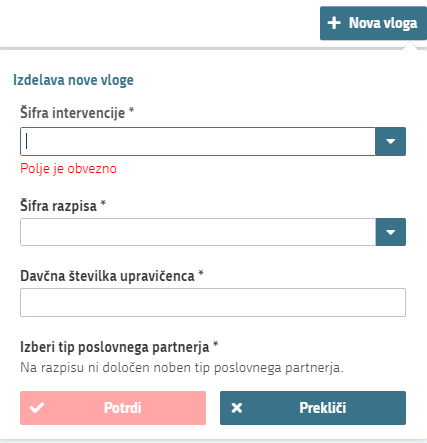 Nova vloga
Izdelava nove vloge
Šifra intervencije *
Polje je obvezno
Šifra razpisa *
Davčna številka upravičenca *
Izberi tip poslovnega partnerja *
Na razpisu ni določen noben tip poslovnega partnerja.
Potrdi Prekliči